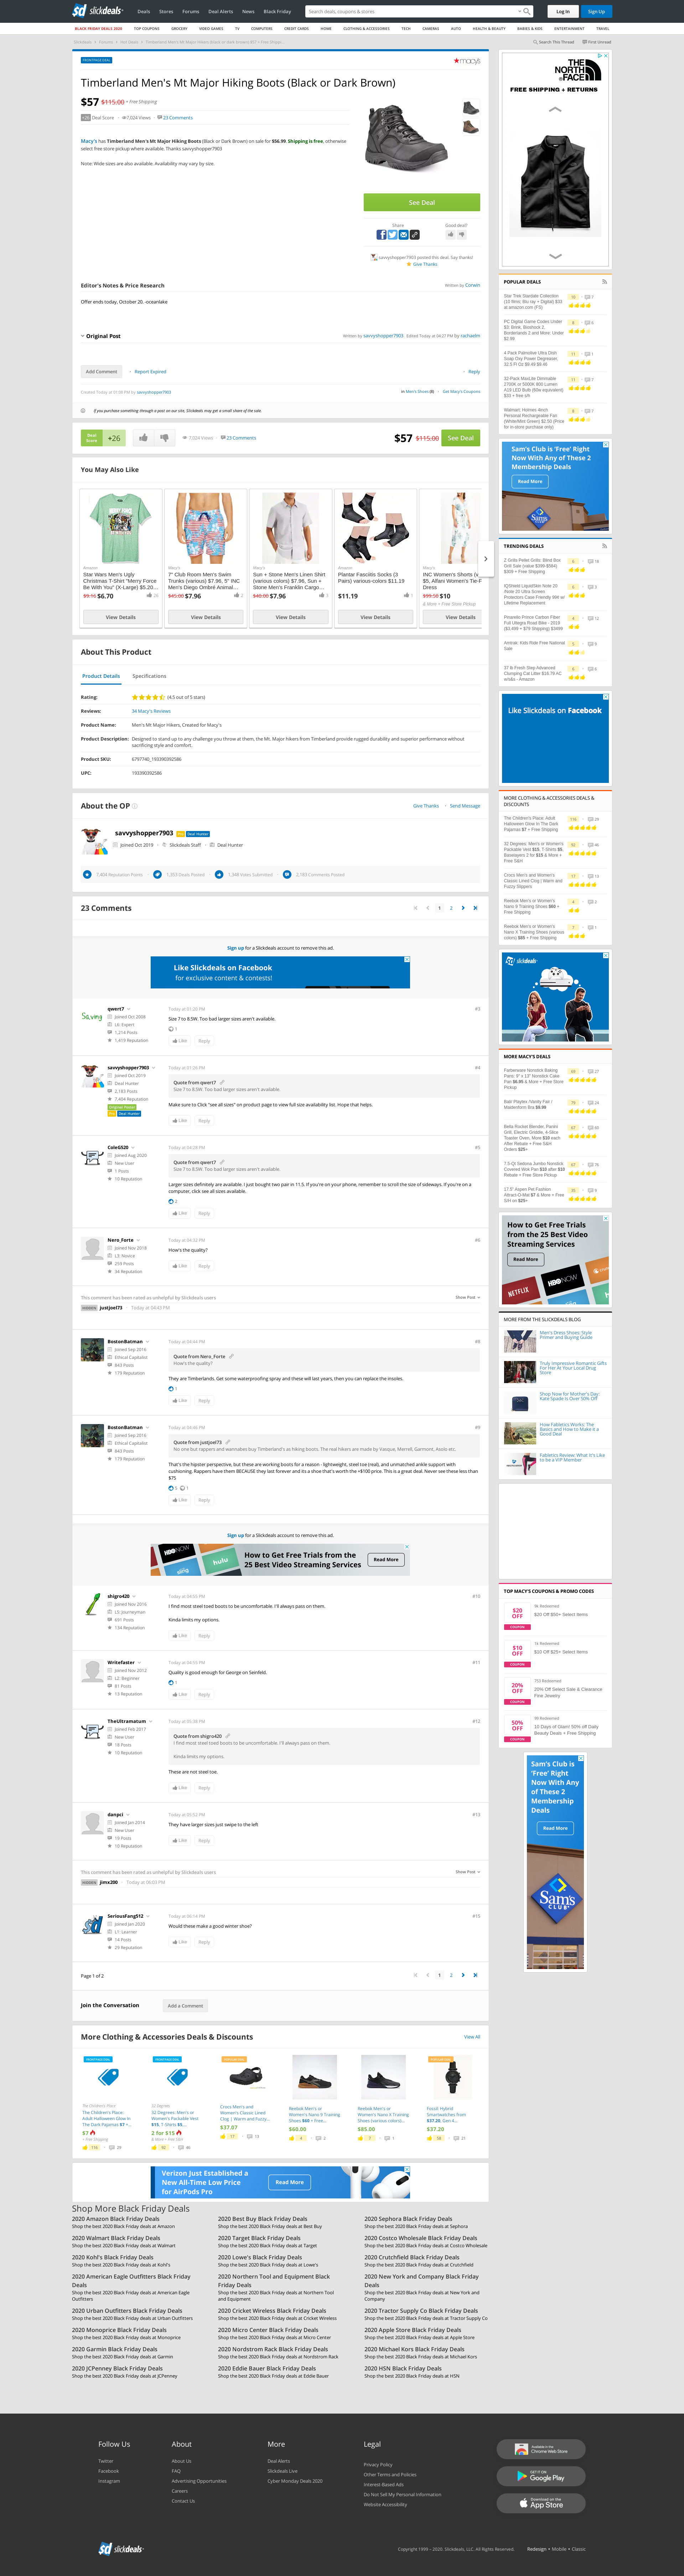 slickdeals
Deals Stores Forums Deal Alerts News Black Friday
Search deals, coupons & stores
Log In Sign Up
BLACK FRIDAY DEALS 2020 TOP COUPONS GROCERY VIDEO GAMES TV COMPUTERS CREDIT CARDS HOME CLOTHING & ACCESSORIES TECH CAMERAS AUTO HEALTH & BEAUTY BABIES & KIDS ENTERTAINMENT TRAVEL
Search This Thread First Unread
FRONTPAGE DEAL
macys
Timberland Men's Mt Major Hiking Boots (Black or Dark Brown)
$57 $115.00 + Free Shipping
+26 Deal Score 7,024 Views 23 Comments
Macy's has Timberland Men's Mt Major Hiking Boots (Black or Dark Brown) on sale for $56.99. Shipping is free, otherwise
select free store pickup where available. Thanks savvyshopper7903
Note: Wide sizes are also available. Availability may vary by size.
See Deal
Share Good deal?
savvyshopper7903 posted this deal. Say thanks!
Give Thanks
Editor's Notes & Price Research Written by Corwin
Offer ends today, October 20. -oceanlake
Original Post Written by savvyshopper7903 Edited Today at 04:27 PM by rachaelm
Add Comment Report Expired Reply
Created Today at 01:08 PM by savvyshopper7903
in Men's Shoes (8) Get Macy's Coupons
If you purchase something through a post on our site, Slickdeals may get a small share of the sale.
Deal Score +26 7,024 Views 23 Comments $57 $115.00 See Deal
You May Also Like
Amazon
Star Wars Men's Ugly
Christmas T-Shirt "Merry Force
Be With You" (X-Large) $5.20...
$6.70
View Details
Macy's
7" Club Room Men's Swim
Trunks (various) $7.96, 5" INC
Men's Diego Ombré Animal...
$45.00 $7.96
View Details
Macy's
Sun + Stone Men's Linen Shirt
(various colors) $7.96, Sun +
Stone Men's Franklin Cargo...
$40.00 $7.96
View Details
Amazon
Plantar Fasciitis Socks (3
Pairs) various-colors $11.19
$11.19
View Details
Macy's
INC Women's Shorts
$5, Alfani Women's Tie-F
Dress
$10
& More + Free Store Pickup
View Details
About This Product
Product Details Specifications
Rating: (4.5 out of 5 stars)
Reviews: 34 Macy's Reviews
Product Name: Men's Mt Major Hikers, Created for Macy's
Product Description: Designed to stand up to any challenge you throw at them, the Mt. Major hikers from Timberland provide rugged durability and superior performance without
sacrificing style and comfort.
Product SKU: 6797740_193390392586
UPC: 193390392586
About the OP Give Thanks Send Message
savvyshopper7903 Pro Deal Hunter
Joined Oct 2019 Slickdeals Staff Deal Hunter
7,404 Reputation Points 1,353 Deals Posted 1,348 Votes Submitted 2,183 Comments Posted
23 Comments 1 2
Sign up for a Slickdeals account to remove this ad.
Like Slickdeals on Facebook
for exclusive content & contests!
qwert7 Today at 01:20 PM #3
Joined Oct 2008
L6: Expert
1,214 Posts
1,419 Reputation
Size 7 to 8.5W. Too bad larger sizes aren't available.
1
Like Reply
savvyshopper7903 Today at 01:26 PM #4
Joined Oct 2019
Deal Hunter
2,183 Posts
7,404 Reputation
Original Poster
Pro Deal Hunter
Quote from qwert7
Size 7 to 8.5W. Too bad larger sizes aren't available.
Make sure to Click "see all sizes" on product page to view full size availability list. Hope that helps.
Like Reply
ColeG520 Today at 04:28 PM #5
Joined Aug 2020
New User
1 Posts
10 Reputation
Quote from qwert7
Size 7 to 8.5W. Too bad larger sizes aren't available.
Larger sizes definitely are available. I just bought two pair in 11.5. If you're on mobile, remember to scroll right to view the larger sizes. If you're on a
computer, click see all sizes available.
2
Like Reply
Nero_Forte Today at 04:32 PM #6
Joined Nov 2018
L3: Novice
259 Posts
34 Reputation
How's the quality?
Like Reply
This comment has been rated as unhelpful by Slickdeals users Show Post
HIDDEN justjoel73 Today at 04:43 PM
BostonBatman Today at 04:44 PM #8
Joined Sep 2016
Ethical Capitalist
843 Posts
179 Reputation
Quote from Nero_Forte
How's the quality?
They are Timberlands. Get some waterproofing spray and these will last years, then you can replace the insoles.
1
Like Reply
BostonBatman Today at 04:46 PM #9
Joined Sep 2016
Ethical Capitalist
843 Posts
179 Reputation
Quote from justjoel73
No one but rappers and wannabes buy Timberland's as hiking boots. The real hikers are made by Vasque, Merrell, Garmont, Asolo etc.
That's the hipster perspective, but these are working boots for a reason - lightweight, steel toe (real), and unmatched ankle support with
cushioning. Rappers have them BECAUSE they last forever and its a shoe that's worth the ~$100 price. This is a great deal. Never see these less than
$75
5 1
Like Reply
Sign up for a Slickdeals account to remove this ad.
How to Get Free Trials from the
25 Best Video Streaming Services
Read More
shigro420 Today at 04:55 PM #10
Joined Nov 2016
L5: Journeyman
691 Posts
134 Reputation
I find most steel toed boots to be uncomfortable. I'll always pass on them.
Kinda limits my options.
Like Reply
Writefaster Today at 04:55 PM #11
Joined Nov 2012
L2: Beginner
81 Posts
13 Reputation
Quality is good enough for George on Seinfeld.
1
Like Reply
TheUltramatum Today at 05:38 PM #12
Joined Feb 2017
New User
16 Posts
10 Reputation
Quote from shigro420
I find most steel toed boots to be uncomfortable. I'll always pass on them.
Kinda limits my options.
These are not steel toe.
Like Reply
danpci Today at 05:52 PM #13
Joined Jan 2014
New User
19 Posts
10 Reputation
They have larger sizes just swipe to the left
Like Reply
This comment has been rated as unhelpful by Slickdeals users Show Post
HIDDEN jimx200 Today at 06:03 PM
SeriousFang512 Today at 06:14 PM #15
Joined Jan 2020
L1: Learner
14 Posts
29 Reputation
Would these make a good winter shoe?
Like Reply
Page 1 of 2 1 2
Join the Conversation Add a Comment
More Clothing & Accessories Deals & Discounts View All
The Children's Place
The Children's Place:
Adult Halloween Glow In
The Dark Pajamas $7 +...
$7
+ Free Shipping
32 Degrees
32 Degrees: Men's or
Women's Packable Vest
$15, T-Shirts $5,...
2 for $15
Crocs Men's and
Women's Classic Lined
Clog | Warm and Fuzzy...
$37.07
Reebok Men's or
Women's Nano 9 Training
Shoes $60 + Free...
$60.00
Reebok Men's or
Women's Nano X Training
Shoes (various colors)...
$85.00
Fossil: Hybrid
Smartwatches from
$37.20, Gen 4...
$37.20
Verizon Just Established a
New All-Time Low Price
for AirPods Pro
Read More
Shop More Black Friday Deals
2020 Amazon Black Friday Deals
Shop the best 2020 Black Friday deals at Amazon
2020 Best Buy Black Friday Deals
Shop the best 2020 Black Friday deals at Best Buy
2020 Sephora Black Friday Deals
Shop the best 2020 Black Friday deals at Sephora
2020 Walmart Black Friday Deals
Shop the best 2020 Black Friday deals at Walmart
2020 Target Black Friday Deals
Shop the best 2020 Black Friday deals at Target
2020 Costco Wholesale Black Friday Deals
Shop the best 2020 Black Friday deals at Costco Wholesale
2020 Kohl's Black Friday Deals
Shop the best 2020 Black Friday deals at Kohl's
2020 Lowe's Black Friday Deals
Shop the best 2020 Black Friday deals at Lowe's
2020 Crutchfield Black Friday Deals
Shop the best 2020 Black Friday deals at Crutchfield
2020 American Eagle Outfitters Black Friday
Deals
Shop the best 2020 Black Friday deals at American Eagle
Outfitters
2020 Northern Tool and Equipment Black
Friday Deals
Shop the best 2020 Black Friday deals at Northern Tool
and Equipment
2020 New York and Company Black Friday
Deals
Shop the best 2020 Black Friday deals at New York and
Company
2020 Urban Outfitters Black Friday Deals
Shop the best 2020 Black Friday deals at Urban Outfitters
2020 Cricket Wireless Black Friday Deals
Shop the best 2020 Black Friday deals at Cricket Wireless
2020 Tractor Supply Co Black Friday Deals
Shop the best 2020 Black Friday deals at Tractor Supply Co
2020 Monoprice Black Friday Deals
Shop the best 2020 Black Friday deals at Monoprice
2020 Micro Center Black Friday Deals
Shop the best 2020 Black Friday deals at Micro Center
2020 Apple Store Black Friday Deals
Shop the best 2020 Black Friday deals at Apple Store
2020 Garmin Black Friday Deals
Shop the best 2020 Black Friday deals at Garmin
2020 Nordstrom Rack Black Friday Deals
Shop the best 2020 Black Friday deals at Nordstrom Rack
2020 Michael Kors Black Friday Deals
Shop the best 2020 Black Friday deals at Michael Kors
2020 JCPenney Black Friday Deals
Shop the best 2020 Black Friday deals at JCPenney
2020 Eddie Bauer Black Friday Deals
Shop the best 2020 Black Friday deals at Eddie Bauer
2020 HSN Black Friday Deals
Shop the best 2020 Black Friday deals at HSN
THE NORTH FACE
FREE SHIPPING + RETURNS
POPULAR DEALS
Star Trek Stardate Collection
(10 films; Blu ray + Digital) $33
at amazon.com (FS)
PC Digital Game Codes Under
$3: Brink, Bioshock 2,
Borderlands 2 and More: Under
$2.99
4 Pack Palmolive Ultra Dish
Soap Oxy Power Degreaser,
32.5 Fl Oz $9.49 $9.46
32-Pack MaxLite Dimmable
2700K or 5000K 800 Lumen
A19 LED Bulb (60w equivalent)
$33 + free s/h
Walmart: Holmes 4inch
Personal Rechargeable Fan
(White/Mint Green) $2.50 (Price
for in-store purchase only)
Sam's Club is 'Free' Right
Now With Any of These 2
Membership Deals
Read More
TRENDING DEALS
Z Grills Pellet Grills: Blind Box
Grill Sale (value $389-$584)
$309 + Free Shipping
IQShield LiquidSkin Note 20
/Note 20 Ultra Screen
Protectors Case Friendly 99¢ w/
Lifetime Replacement
Pinarello Prince Carbon Fiber
Full Ultegra Road Bike - 2019
($3,499 + $79 Shipping) $3499
Amtrak: Kids Ride Free National
Sale
37 lb Fresh Step Advanced
Clumping Cat Litter $16.79 AC
w/s&s - Amazon
Like Slickdeals on Facebook
MORE CLOTHING & ACCESSORIES DEALS &
DISCOUNTS
The Children's Place: Adult
Halloween Glow In The Dark
Pajamas $7 + Free Shipping
32 Degrees: Men's or Women's
Packable Vest $15, T-Shirts $5,
Baselayers 2 for $10 & More +
Free S&H
Crocs Men's and Women's
Classic Lined Clog | Warm and
Fuzzy Slippers
Reebok Men's or Women's
Nano 9 Training Shoes $60 +
Free Shipping
Reebok Men's or Women's
Nano X Training Shoes (various
colors) $85 + Free Shipping
slickdeals
MORE MACY'S DEALS
Farberware Nonstick Baking
Pans: 9" x 13" Nonstick Cake
Pan $6.95 & More + Free Store
Pickup
Bali/ Playtex /Vanity Fair /
Maidenform Bra $9.99
Bella Rocket Blender, Panini
Grill, Electric Griddle, 4-Slice
Toaster Oven, More $10 each
After Rebate + Free S&H
Orders $25+
7.5-Qt Sedona Jumbo Nonstick
Covered Wok Pan $10 after $10
Rebate + Free Store Pickup
17.5" Aspen Pet Fashion
Attract-O-Mat $7 & More + Free
S/H on $25+
How to Get Free Trials
from the 25 Best Video
Streaming Services
Read More
NETFLIX HBONOW
MORE FROM THE SLICKDEALS BLOG
Men's Dress Shoes: Style
Primer and Buying Guide
Truly Impressive Romantic Gifts
For Her At Your Local Drug
Store
Shop Now for Mother's Day:
Kate Spade Is Over 50% Off
How Fabletics Works: The
Basics and How to Make it a
Good Deal
Fabletics Review: What It's Like
to be a VIP Member
TOP MACY'S COUPONS & PROMO CODES
$20 OFF COUPON
$20 Off $50+ Select Items
$10 OFF COUPON
$10 Off $25+ Select Items
20% OFF COUPON
703 Redeemed
20% Off Select Sale & Clearance
Fine Jewelry
50% OFF COUPON
99 Redeemed
10 Days of Glam! 50% off Daily
Beauty Deals + Free Shipping
Sam's Club is
'Free' Right
Now With Any
of These 2
Membership
Deals
Read More
Sam's CLUB
Follow Us
Twitter
Facebook
Instagram
About
About Us
FAQ
Advertising Opportunities
Careers
Contact Us
More
Deal Alerts
Slickdeals Live
Cyber Monday Deals 2020
Legal
Privacy Policy
Other Terms and Policies
Interest-Based Ads
Do Not Sell My Personal Information
Website Accessibility
Available in the Chrome Web Store
GET IT ON Google Play
Download on the App Store
slickdeals
Copyright 1999 - 2020. Slickdeals, LLC. All Rights Reserved. Redesign • Mobile • Classic